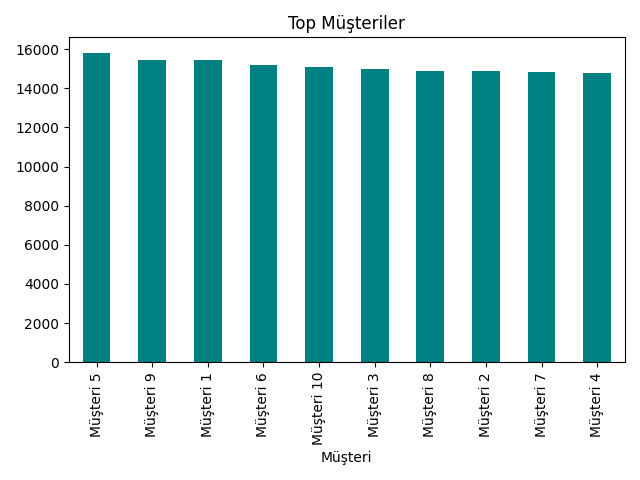 Top Müşteriler
16000
14000
12000
10000
8000
6000
4000
2000
0
Müşteri 5
Müşteri 9
Müşteri 1
Müşteri 6
Müşteri 10
Müşteri 3
Müşteri 8
Müşteri 2
Müşteri 7
Müşteri 4
Müşteri